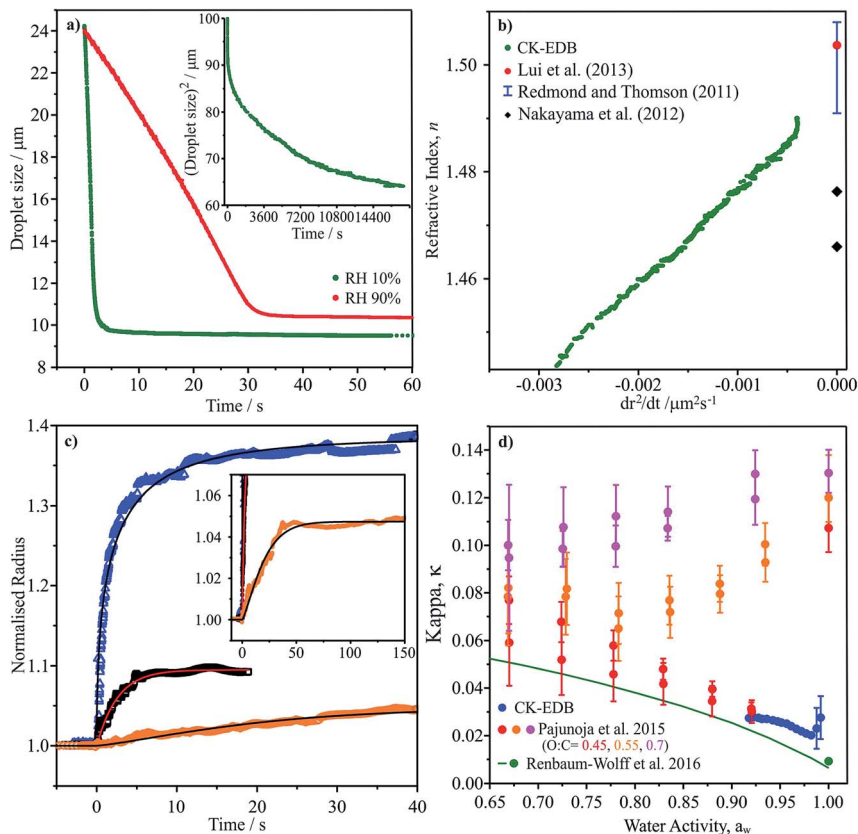 a)
24
22
20
18
16
14
12
10
8
Droplet size / μm
0
10
20
30
40
50
60
Time / s
100
90
80
70
60
(Droplet size)² / μm
0
3600
7200
10800
14400
Time / s
RH 10%
RH 90%
b)
CK-EDB
Lui et al. (2013)
Redmond and Thomson (2011)
Nakayama et al. (2012)
1.50
1.48
1.46
Refractive Index, n
-0.003
-0.002
-0.001
0.000
dr²/dt /μm²s⁻¹
c)
1.4
1.3
1.2
1.1
1.0
Normalised Radius
0
10
20
30
40
Time / s
1.06
1.04
1.02
1.00
0
50
100
150
d)
0.14
0.12
0.10
0.08
0.06
0.04
0.02
0.00
Kappa, κ
CK-EDB
Pajunoja et al. 2015
(O:C= 0.45, 0.55, 0.7)
Renbaum-Wolff et al. 2016
0.65
0.70
0.75
0.80
0.85
0.90
0.95
1.00
Water Activity, aw